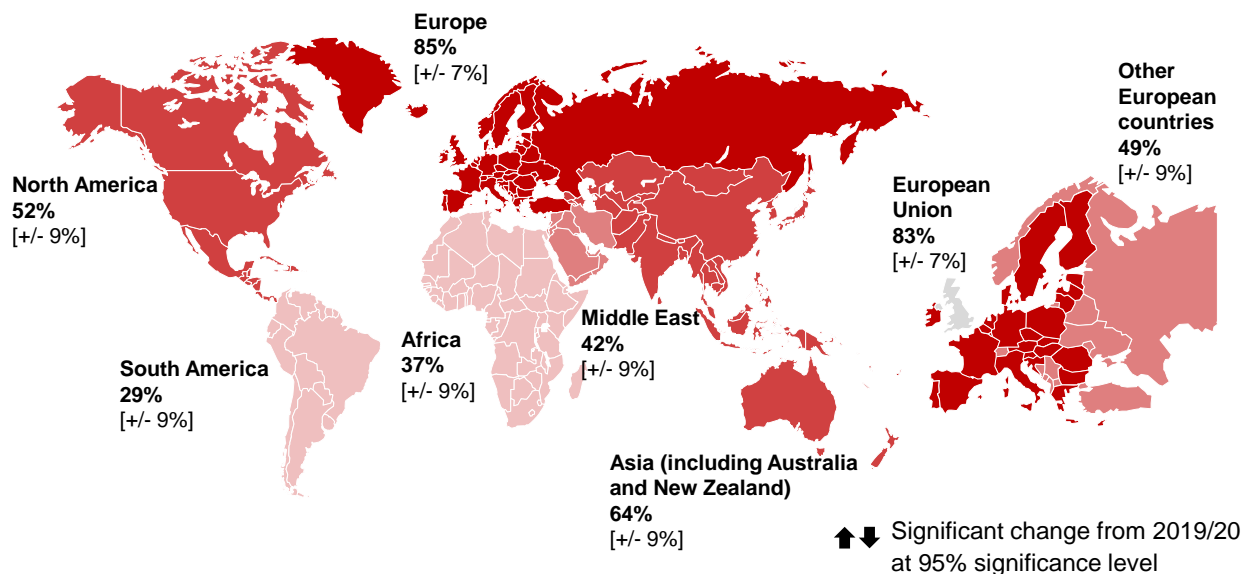 Europe
85%
[+/- 7%]
Other
European
countries
49%
[+/- 9%]
North America
52%
[+/- 9%]
European
Union
83%
[+/- 7%]
South America
29%
[+/- 9%]
Africa
37%
[+/- 9%]
Middle East
42%
[+/- 9%]
Asia (including Australia
and New Zealand)
64%
[+/- 9%]
Significant change from 2019/20
at 95% significance level